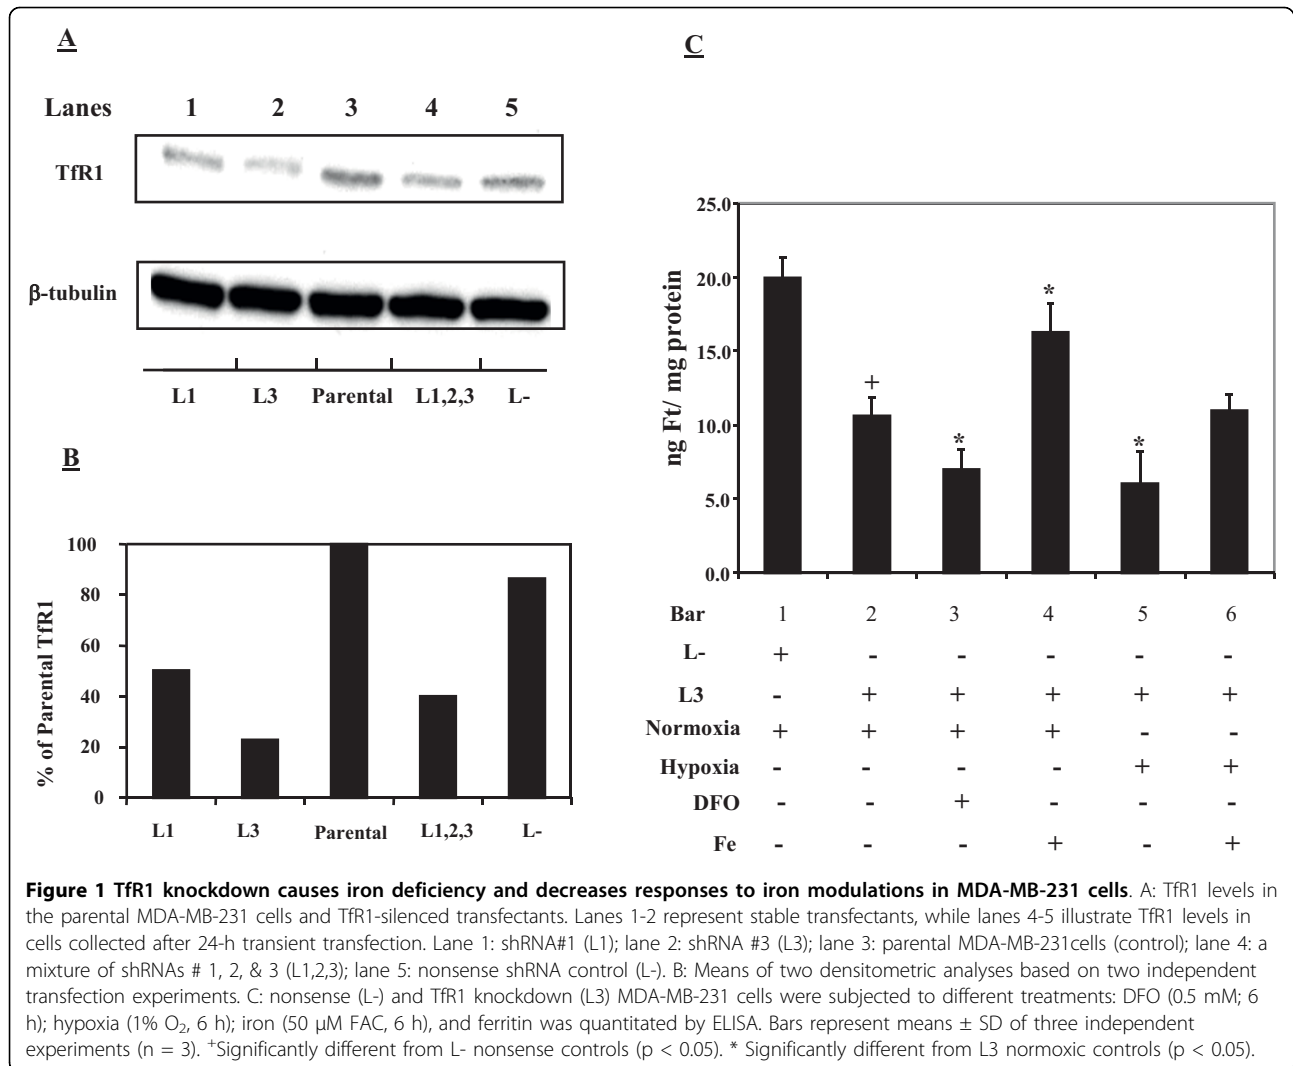 A
Lanes 1 2 3 4 5
TfR1
β-tubulin
L1 L3 Parental L1,2,3 L-
B
% of Parental TfR1
100
80
60
40
20
0
L1 L3 Parental L1,2,3 L-
C
ng Ft/ mg protein
25.0
20.0
15.0
10.0
5.0
0.0
+ * * *
Bar 1 2 3 4 5 6
L- + - - - - -
L3 - + + + + +
Normoxia + + + + - -
Hypoxia - - - - + +
DFO - - + - - -
Fe - - - + - +
Figure 1 TfR1 knockdown causes iron deficiency and decreases responses to iron modulations in MDA-MB-231 cells. A: TfR1 levels in
the parental MDA-MB-231 cells and TfR1-silenced transfectants. Lanes 1-2 represent stable transfectants, while lanes 4-5 illustrate TfR1 levels in
cells collected after 24-h transient transfection. Lane 1: shRNA#1 (L1); lane 2: shRNA #3 (L3); lane 3: parental MDA-MB-231cells (control); lane 4: a
mixture of shRNAs # 1, 2, & 3 (L1,2,3); lane 5: nonsense shRNA control (L-). B: Means of two densitometric analyses based on two independent
transfection experiments. C: nonsense (L-) and TfR1 knockdown (L3) MDA-MB-231 cells were subjected to different treatments: DFO (0.5 mM; 6
h); hypoxia (1% O₂, 6 h); iron (50 μM FAC, 6 h), and ferritin was quantitated by ELISA. Bars represent means ± SD of three independent
experiments (n = 3). ⁺Significantly different from L- nonsense controls (p < 0.05). * Significantly different from L3 normoxic controls (p < 0.05).